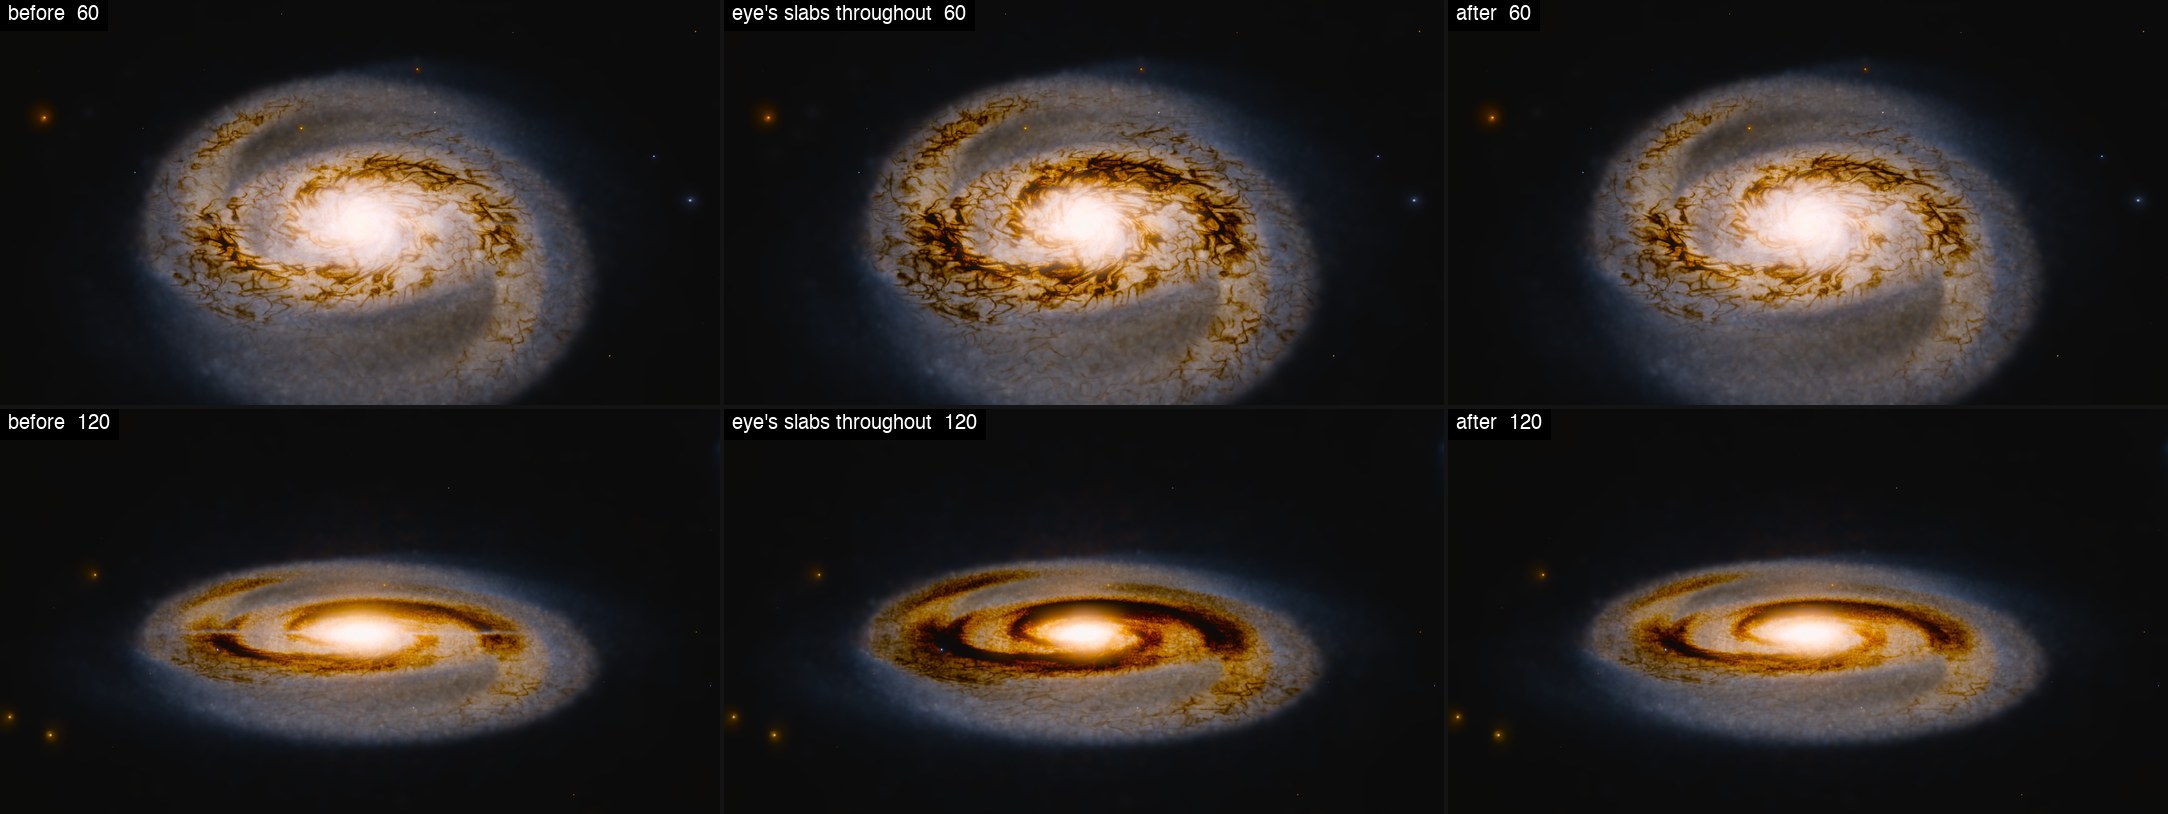 before 60
eye's slabs throughout 60
after 60
before 120
eye's slabs throughout 120
after 120